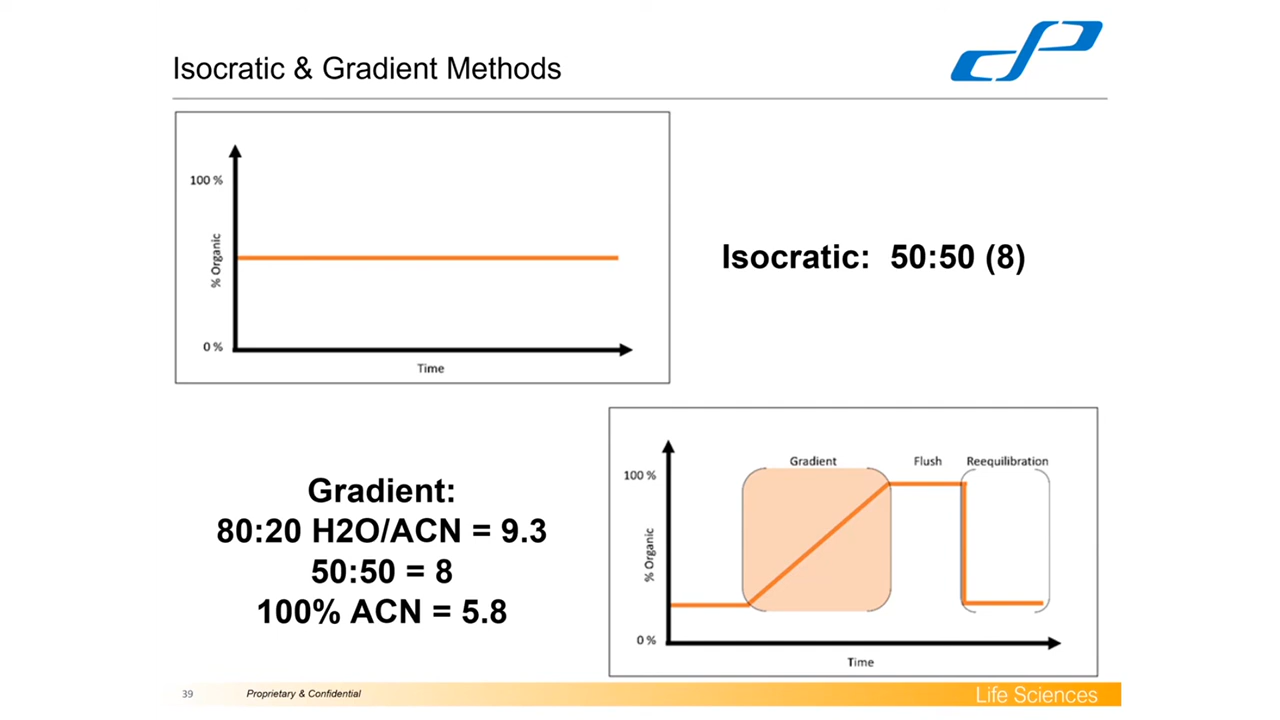 Isocratic & Gradient Methods
100 %
% Organic
0 %
Time
Isocratic:  50:50 (8)
Gradient:
80:20 H2O/ACN = 9.3
50:50 = 8
100% ACN = 5.8
Gradient Flush Reequilibration
100 %
% Organic
0 %
Time
39 Proprietary & Confidential Life Sciences